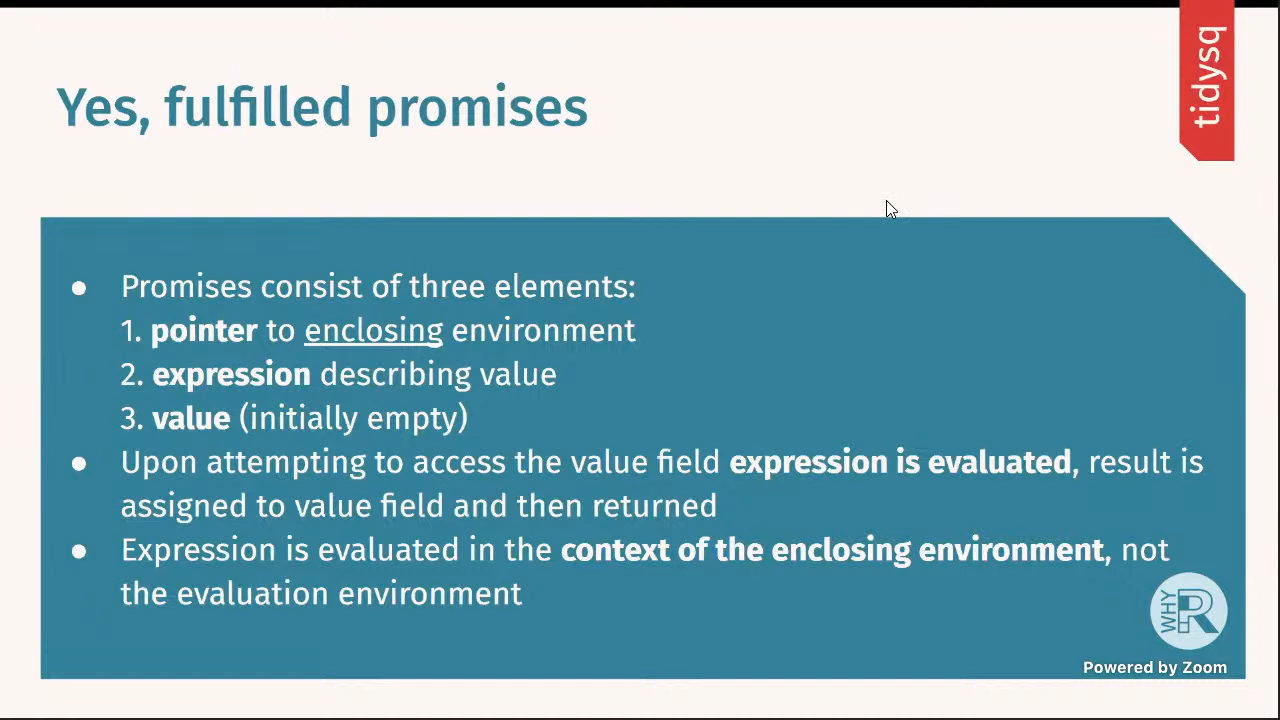 tidysq
Yes, fulfilled promises
● Promises consist of three elements:
1. pointer to enclosing environment
2. expression describing value
3. value (initially empty)
● Upon attempting to access the value field expression is evaluated, result is
assigned to value field and then returned
● Expression is evaluated in the context of the enclosing environment, not
the evaluation environment
WHY R
Powered by Zoom